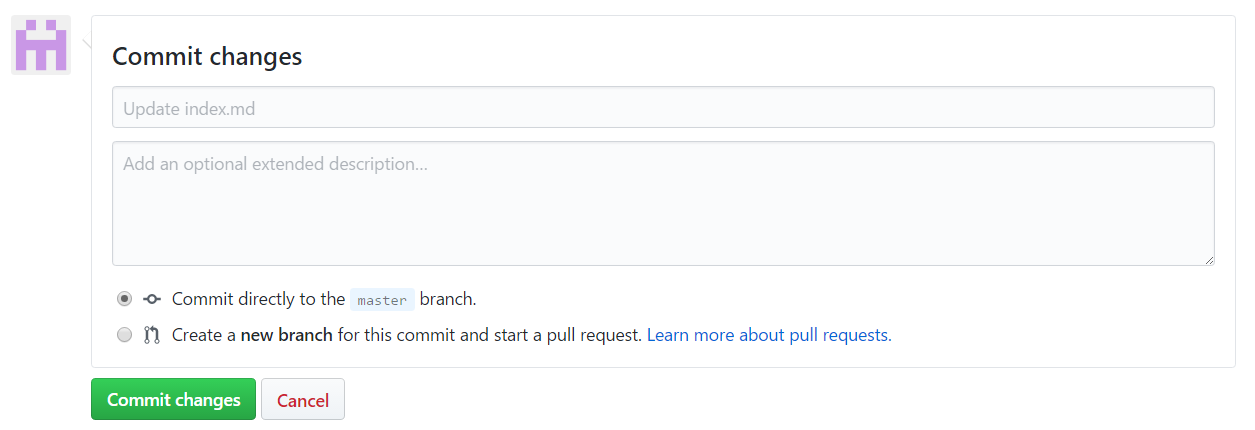 Commit changes
Update index.md
Add an optional extended description…
Commit directly to the master branch.
Create a new branch for this commit and start a pull request. Learn more about pull requests.
Commit changes Cancel